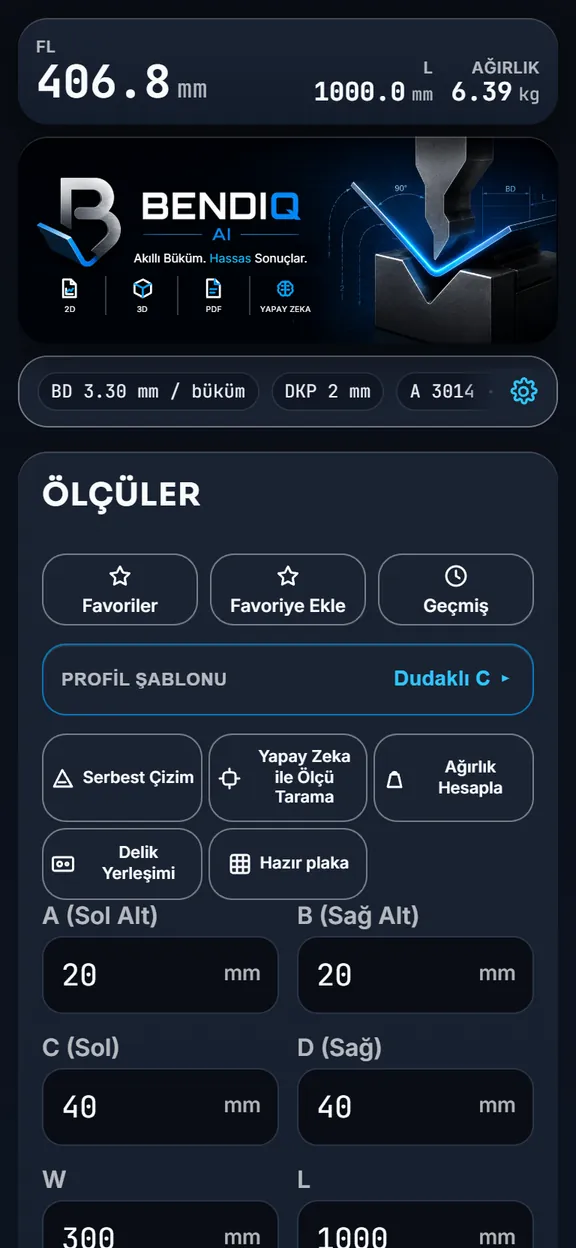 FL
406.8 mm
L
1000.0 mm
AĞIRLIK
6.39 kg
BENDIQ
AI
Akıllı Büküm. Hassas Sonuçlar.
2D
3D
PDF
YAPAY ZEKA
90°
BD
L
BD 3.30 mm / büküm
DKP 2 mm
A 3014
ÖLÇÜLER
Favoriler
Favoriye Ekle
Geçmiş
PROFİL ŞABLONU
Dudaklı C ▸
Serbest Çizim
Yapay Zeka
ile Ölçü
Tarama
Ağırlık
Hesapla
Delik
Yerleşimi
Hazır plaka
A (Sol Alt)
B (Sağ Alt)
20 mm
20 mm
C (Sol)
D (Sağ)
40 mm
40 mm
W
L
300 mm
1000 mm